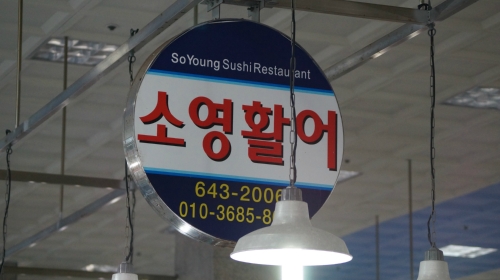 SoYoung Sushi Restaurant
소영활어
643-2006
010-3685-8